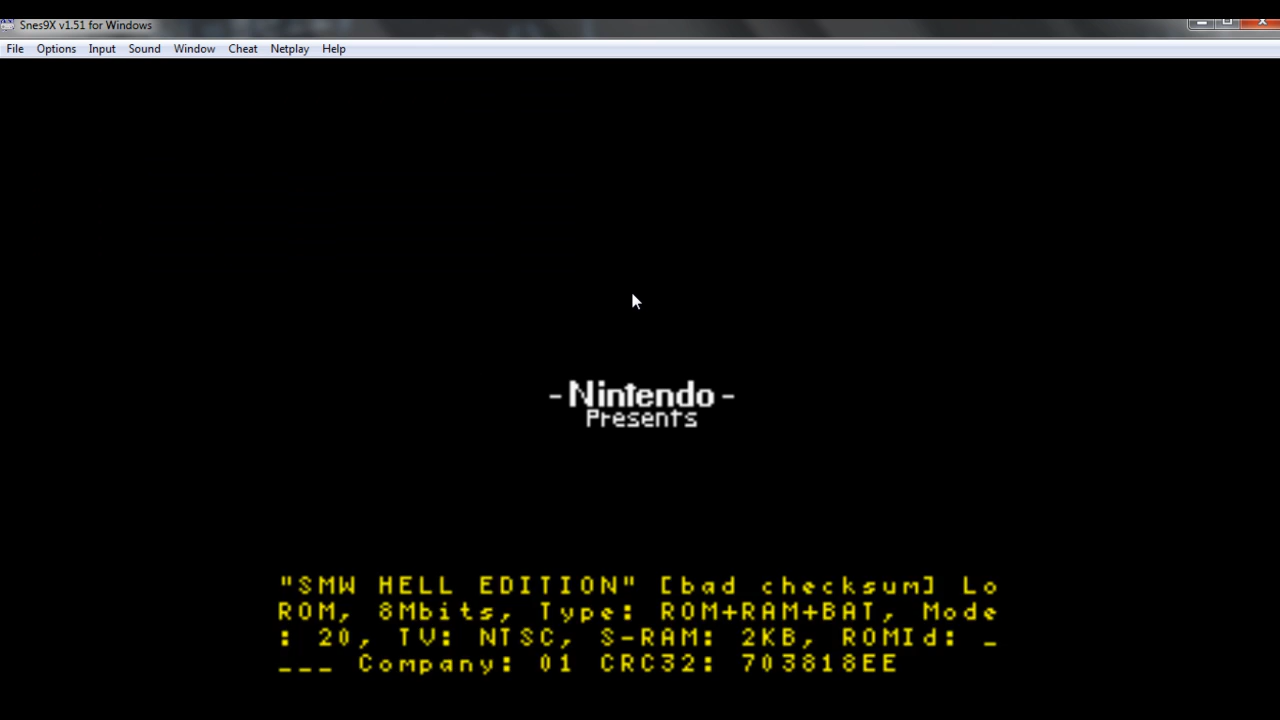 Snes9X v1.51 for Windows
File Options Input Sound Window Cheat Netplay Help
-Nintendo-
Presents
"SMW HELL EDITION" [bad checksum] Lo
ROM, 8Mbits, Type: ROM+RAM+BAT, Mode
: 20, TV: NTSC, S-RAM: 2KB, ROMId: _
___ Company: 01 CRC32: 703818EE